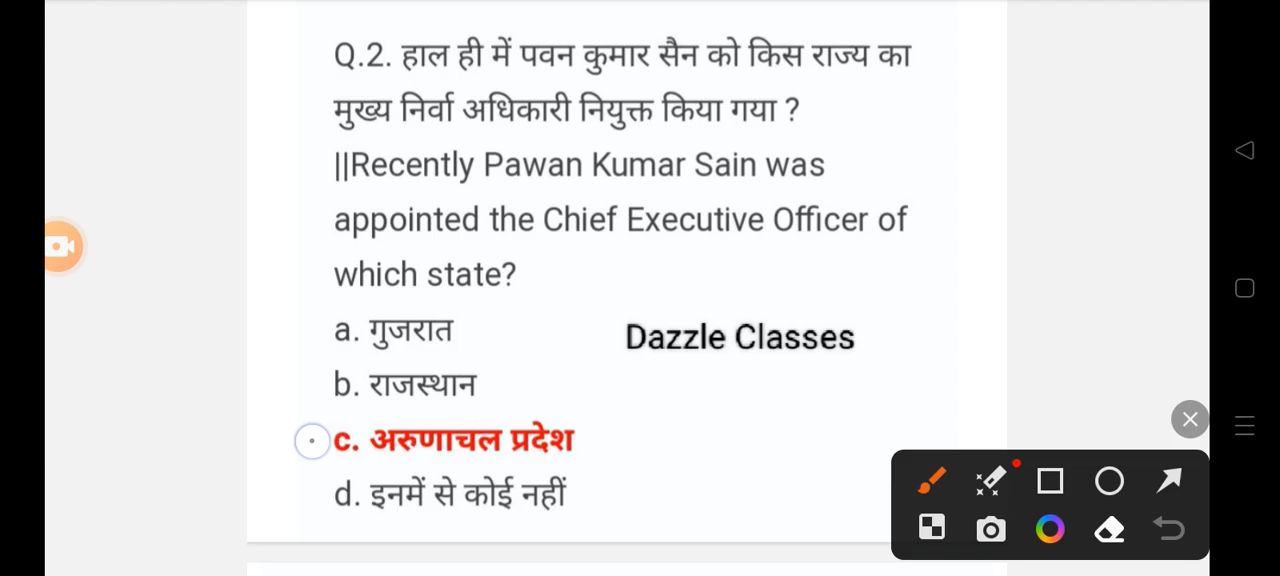 Q.2. हाल ही में पवन कुमार सैन को किस राज्य का
मुख्य निर्वा अधिकारी नियुक्त किया गया ?
||Recently Pawan Kumar Sain was
appointed the Chief Executive Officer of
which state?
a. गुजरात
Dazzle Classes
b. राजस्थान
c. अरुणाचल प्रदेश
d. इनमें से कोई नहीं